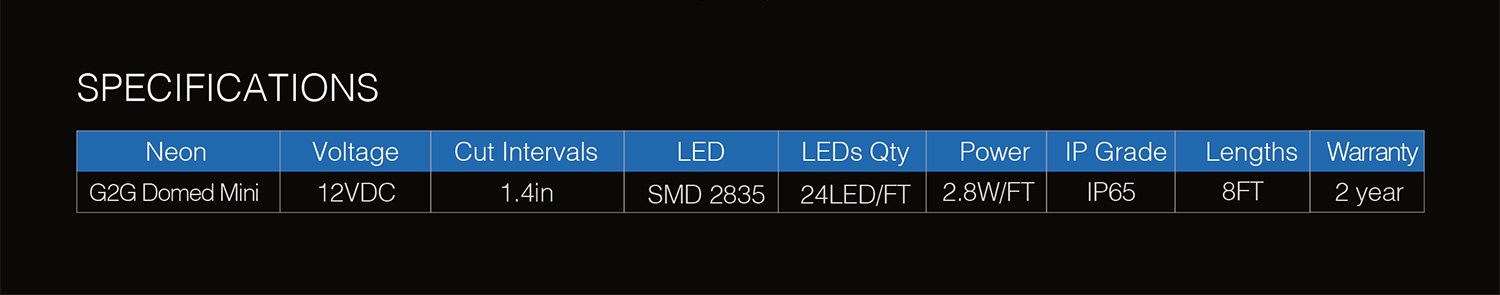 SPECIFICATIONS
Neon Voltage Cut Intervals LED LEDs Qty Power IP Grade Lengths Warranty
G2G Domed Mini 12VDC 1.4in SMD 2835 24LED/FT 2.8W/FT IP65 8FT 2 year